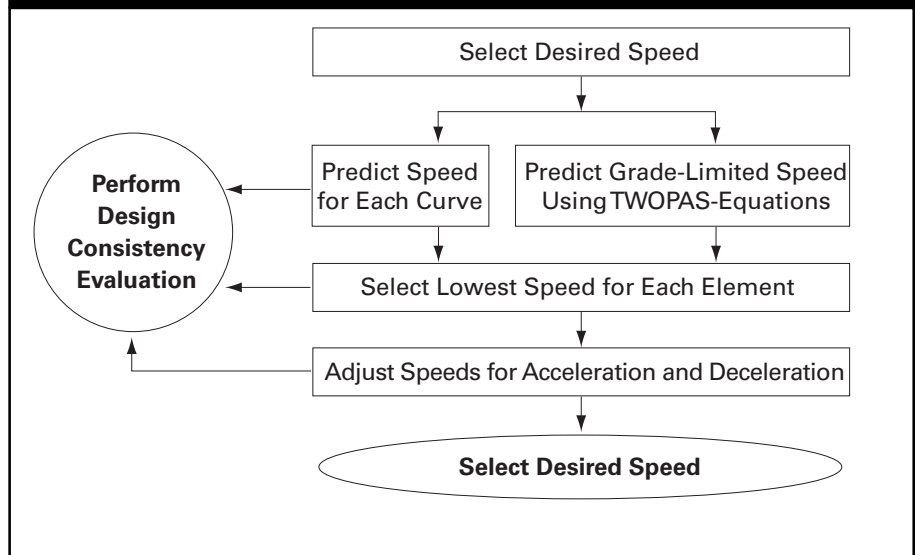 Select Desired Speed
Predict Speed
for Each Curve
Predict Grade-Limited Speed
Using TWOPAS-Equations
Perform
Design
Consistency
Evaluation
Select Lowest Speed for Each Element
Adjust Speeds for Acceleration and Deceleration
Select Desired Speed